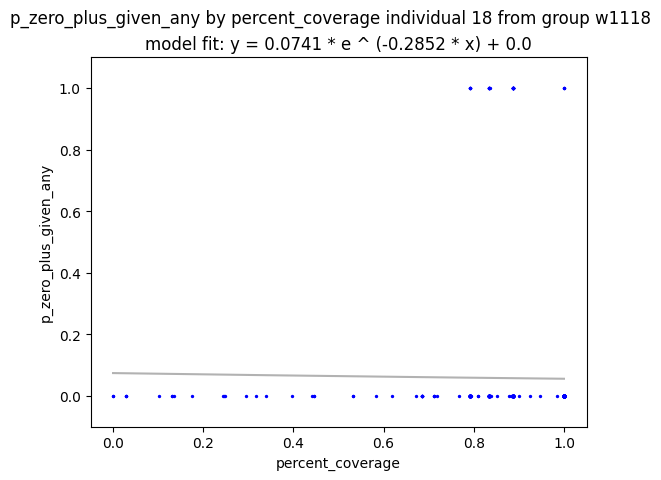 p_zero_plus_given_any by percent_coverage individual 18 from group w1118
model fit: y = 0.0741 * e ^ (-0.2852 * x) + 0.0
p_zero_plus_given_any
1.0
0.8
0.6
0.4
0.2
0.0
0.0 0.2 0.4 0.6 0.8 1.0
percent_coverage